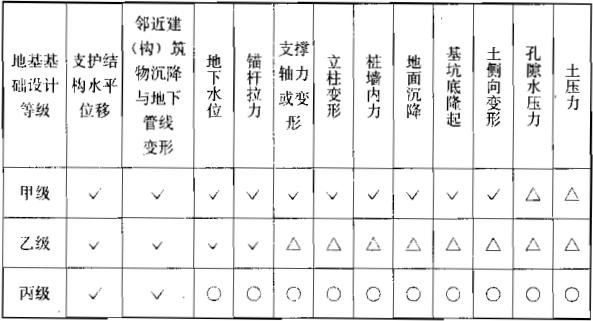 地基基
础设计
等级
支护结
构水平
位移
邻近建
（构）筑
物沉降
与地下
管线
变形
地下水位
锚杆拉力
支撑
轴力
或变
形
立柱变形
桩墙内力
地面沉降
基坑底隆起
土侧向变形
孔隙水压力
土压力
甲级 √ √ √ √ √ √ √ √ √ √ △ △
乙级 √ √ √ √ △ △ △ △ △ △ △ △
丙级 √ √ ○ ○ ○ ○ ○ ○ ○ ○ ○ ○